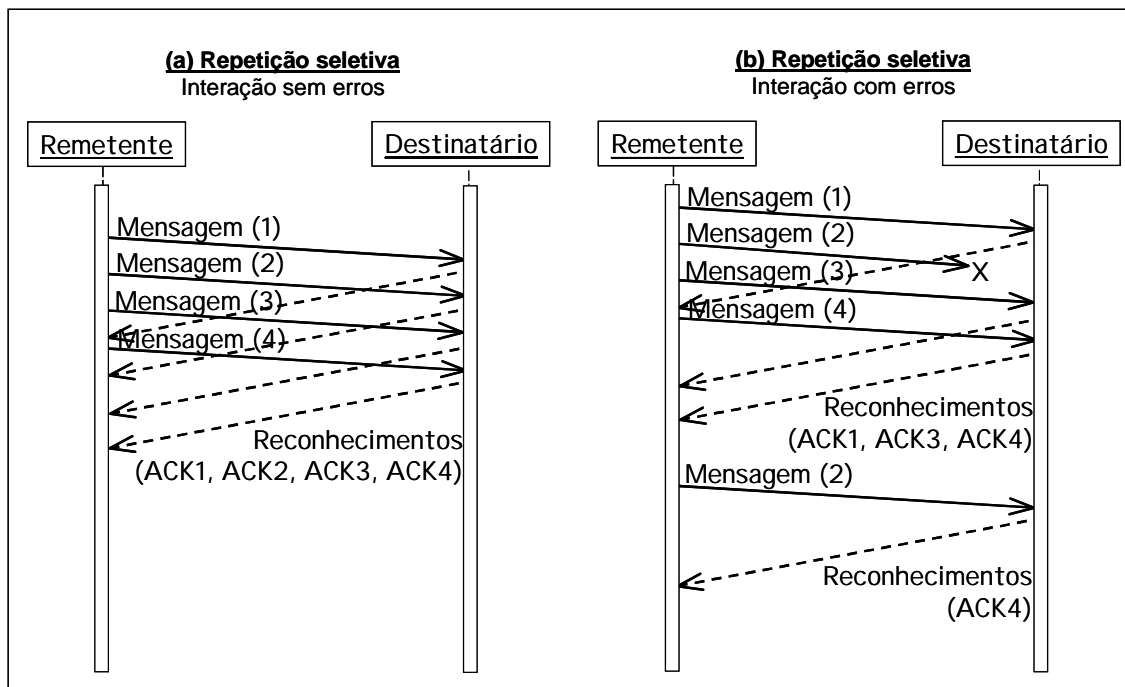 (a) Repetição seletiva
Interação sem erros
Remetente
Destinatário
Mensagem (1)
Mensagem (2)
Mensagem (3)
Mensagem (4)
Reconhecimentos
(ACK1, ACK2, ACK3, ACK4)
(b) Repetição seletiva
Interação com erros
Remetente
Destinatário
Mensagem (1)
Mensagem (2)
X
Mensagem (3)
Mensagem (4)
Reconhecimentos
(ACK1, ACK3, ACK4)
Mensagem (2)
Reconhecimentos
(ACK4)